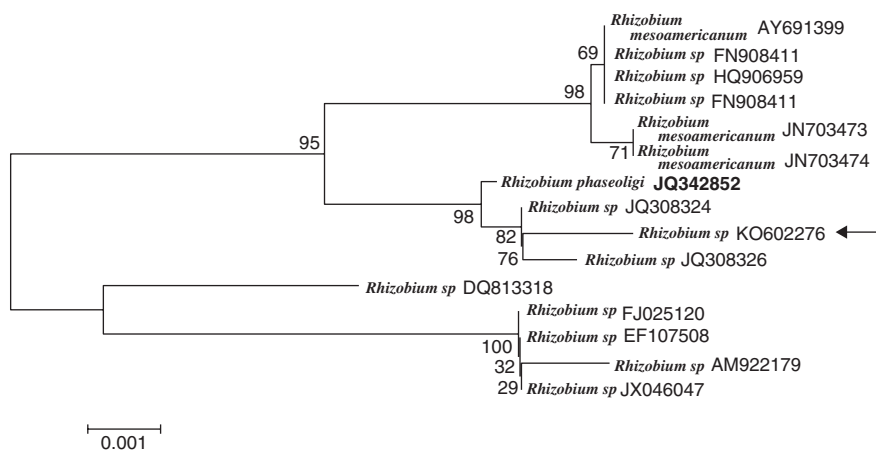 Rhizobium
mesoamericanum AY691399
69 Rhizobium sp FN908411
Rhizobium sp HQ906959
98 Rhizobium sp FN908411
Rhizobium
mesoamericanum JN703473
95
71 Rhizobium
mesoamericanum JN703474
Rhizobium phaseoligi JQ342852
98 Rhizobium sp JQ308324
82 Rhizobium sp KO602276
76 Rhizobium sp JQ308326
Rhizobium sp DQ813318
Rhizobium sp FJ025120
100 Rhizobium sp EF107508
32 Rhizobium sp AM922179
29 Rhizobium sp JX046047
0.001